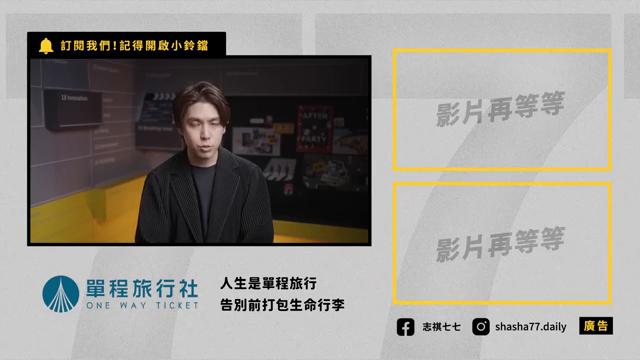 訂閱我們！記得開啟小鈴鐺
AFTER
PARTY
影片再等等
影片再等等
單程旅行社
ONE WAY TICKET
人生是單程旅行
告別前打包生命行李
志祺七七
shasha77.daily
廣告